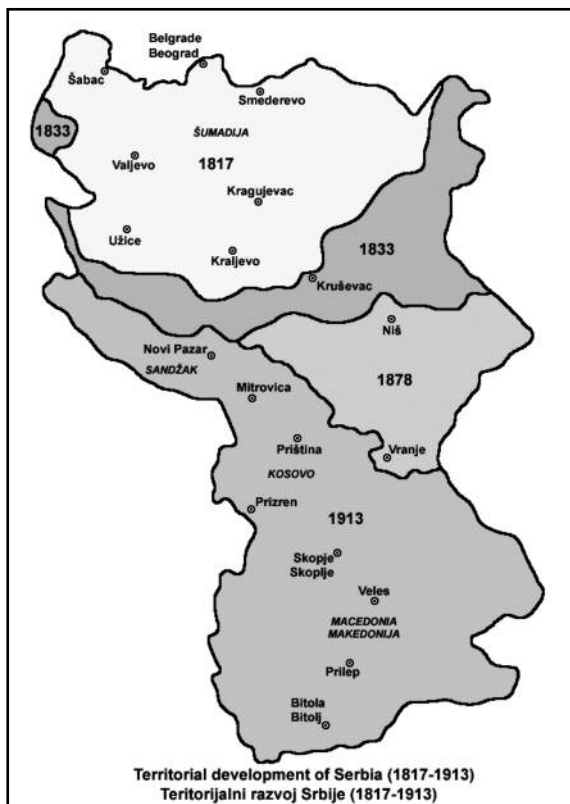 Belgrade
Beograd
Šabac
Smederevo
1833
ŠUMADIJA
Valjevo
1817
Kragujevac
Užice
Kraljevo
1833
Kruševac
Niš
Novi Pazar
SANDŽAK
1878
Mitrovica
Priština
Vranje
KOSOVO
Prizren
1913
Skopje
Skoplje
Veles
MACEDONIA
MAKEDONIJA
Prilep
Bitola
Bitolj
Territorial development of Serbia (1817-1913)
Teritorijalni razvoj Srbije (1817-1913)